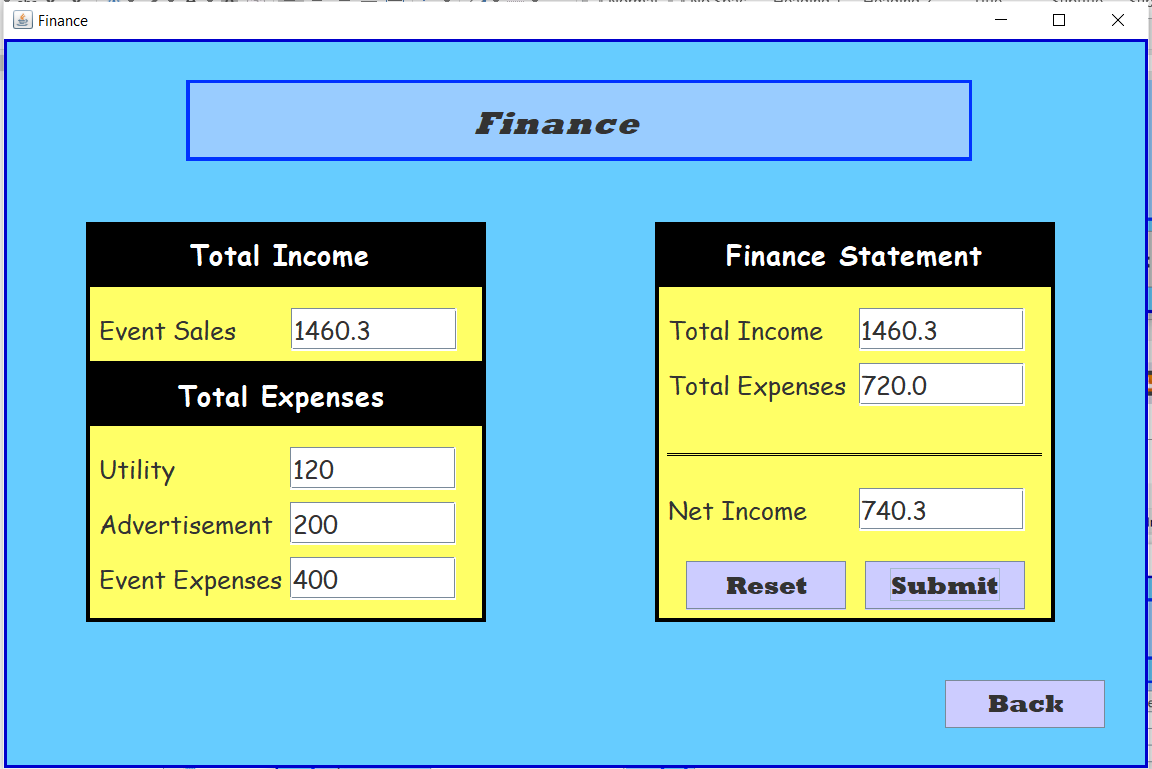 Finance
Finance
Total Income
Event Sales 1460.3
Total Expenses
Utility 120
Advertisement 200
Event Expenses 400
Finance Statement
Total Income 1460.3
Total Expenses 720.0
Net Income 740.3
Reset Submit
Back